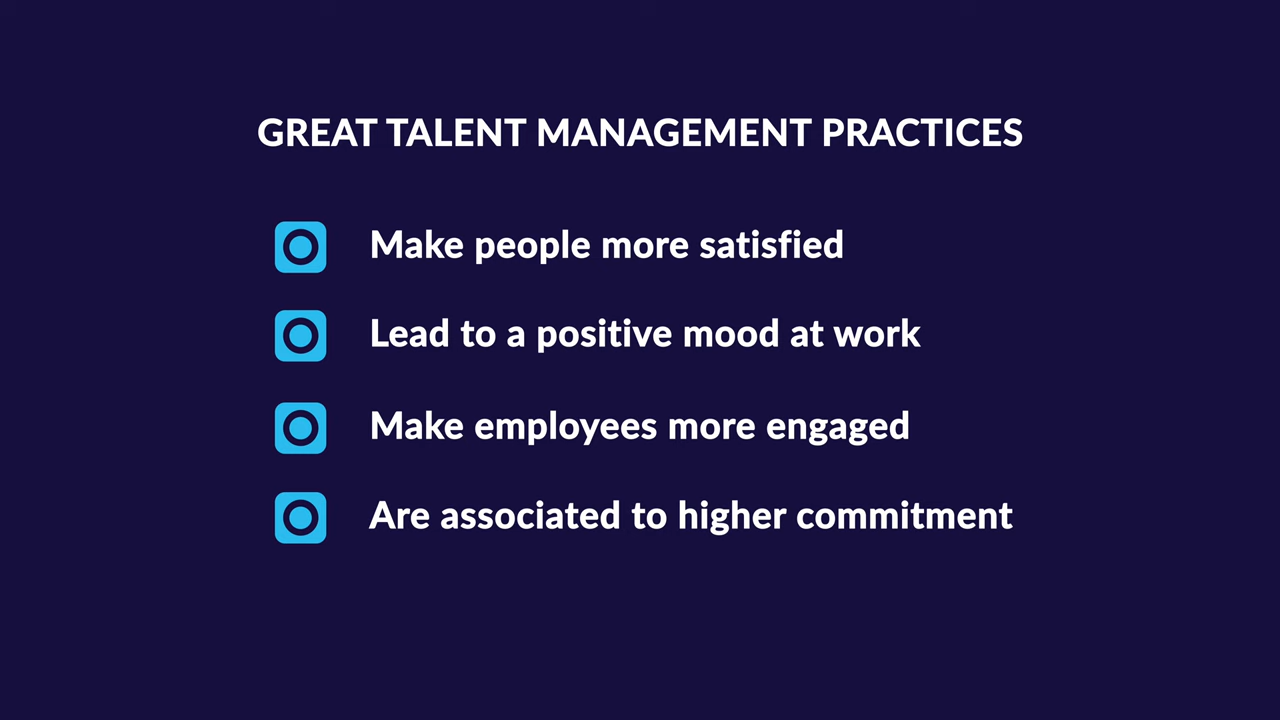 GREAT TALENT MANAGEMENT PRACTICES
Make people more satisfied
Lead to a positive mood at work
Make employees more engaged
Are associated to higher commitment